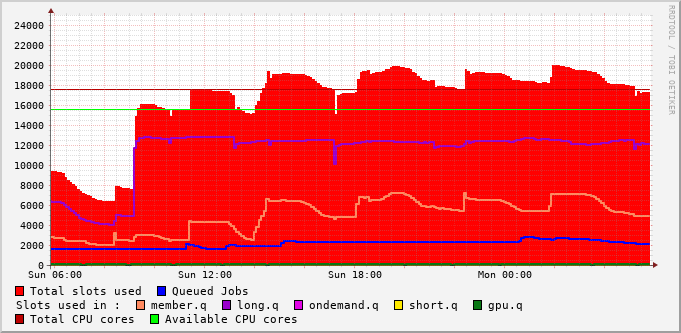 RRDTOOL / TOBI OETIKER
24000
22000
20000
18000
16000
14000
12000
10000
8000
6000
4000
2000
0
Sun 06:00 Sun 12:00 Sun 18:00 Mon 00:00
Total slots used Queued Jobs
Slots used in : member.q long.q ondemand.q short.q gpu.q
Total CPU cores Available CPU cores